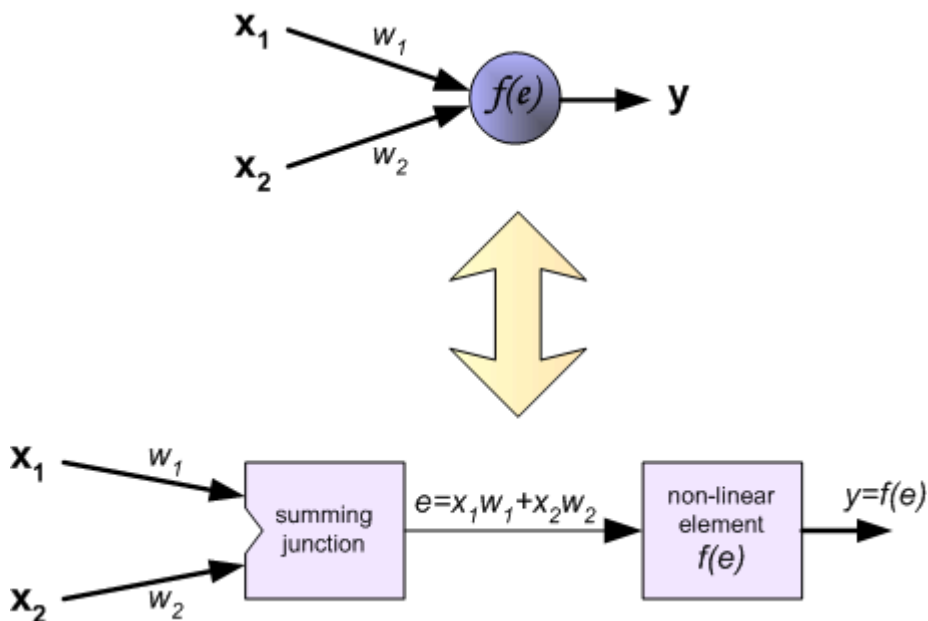 x₁
w₁
f(e)
y
w₂
x₂
x₁
w₁
summing
junction
e=x₁w₁+x₂w₂
non-linear
element
f(e)
y=f(e)
x₂
w₂